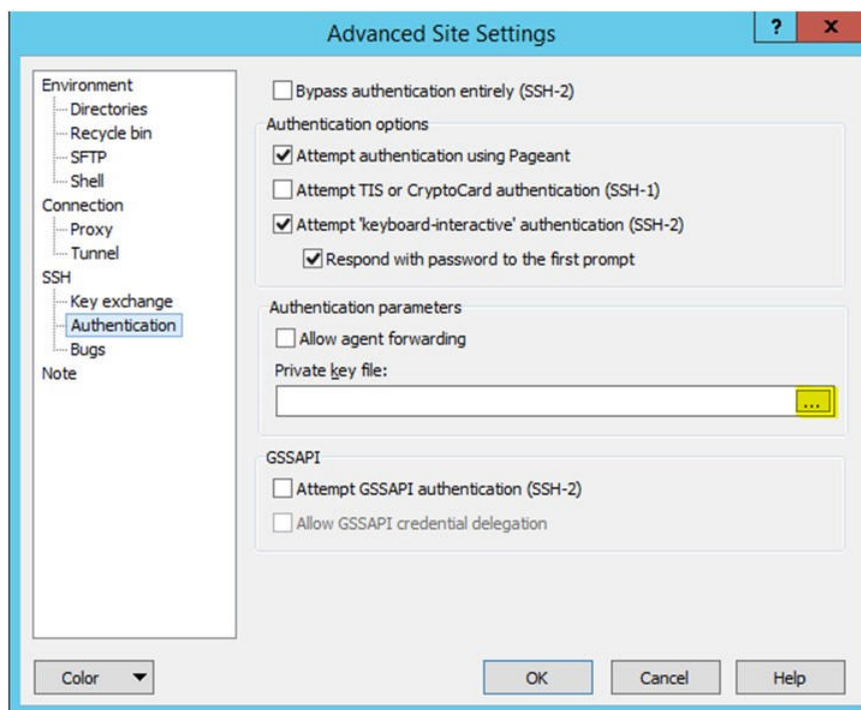 Advanced Site Settings
?
x
Environment
Directories
Recycle bin
SFTP
Shell
Connection
Proxy
Tunnel
SSH
Key exchange
Authentication
Bugs
Note
Bypass authentication entirely (SSH-2)
Authentication options
Attempt authentication using Pageant
Attempt TIS or CryptoCard authentication (SSH-1)
Attempt 'keyboard-interactive' authentication (SSH-2)
Respond with password to the first prompt
Authentication parameters
Allow agent forwarding
Private key file:
...
GSSAPI
Attempt GSSAPI authentication (SSH-2)
Allow GSSAPI credential delegation
Color
OK
Cancel
Help